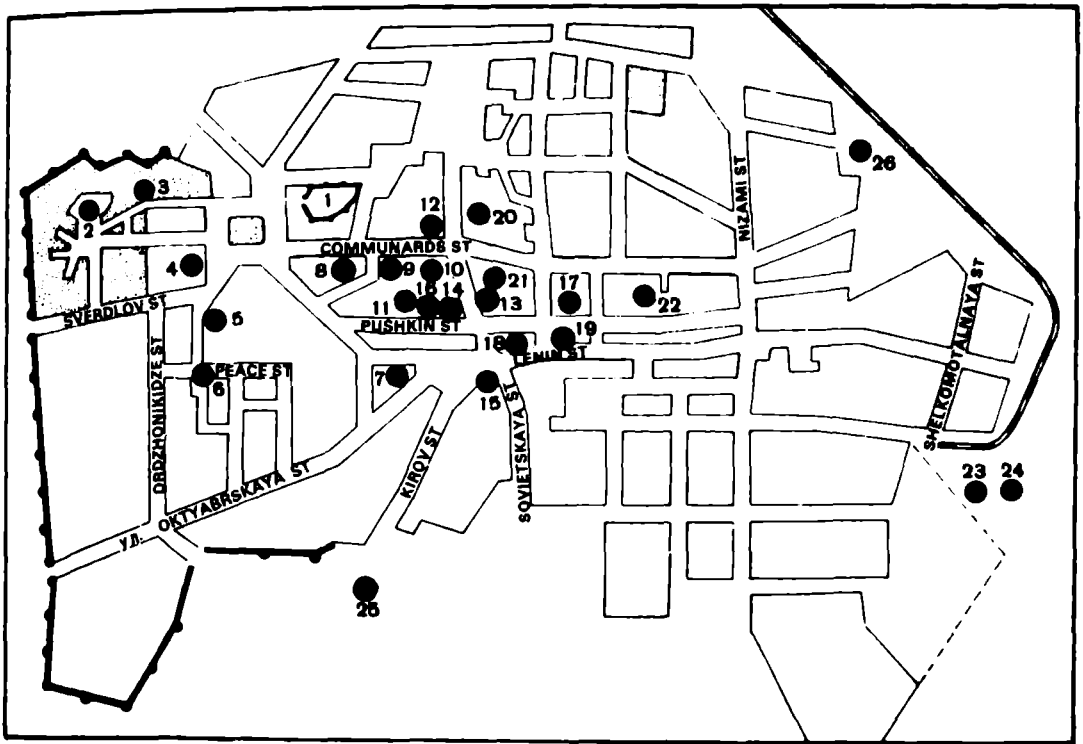 26
3
1
2
12
20
NIZAMI ST
COMMUNARDS ST
4
8
9
10
21
17
22
11
16
14
13
SVERDLOV ST
5
PUSHKIN ST
18
19
LENIN ST
SHELKOMOTALNAYA ST
6
PEACE ST
7
15
ORDZHONIKIDZE ST
KIROV ST
SOVIETSKAYA ST
23
24
УЛ. OKTYABRSKAYA ST
25